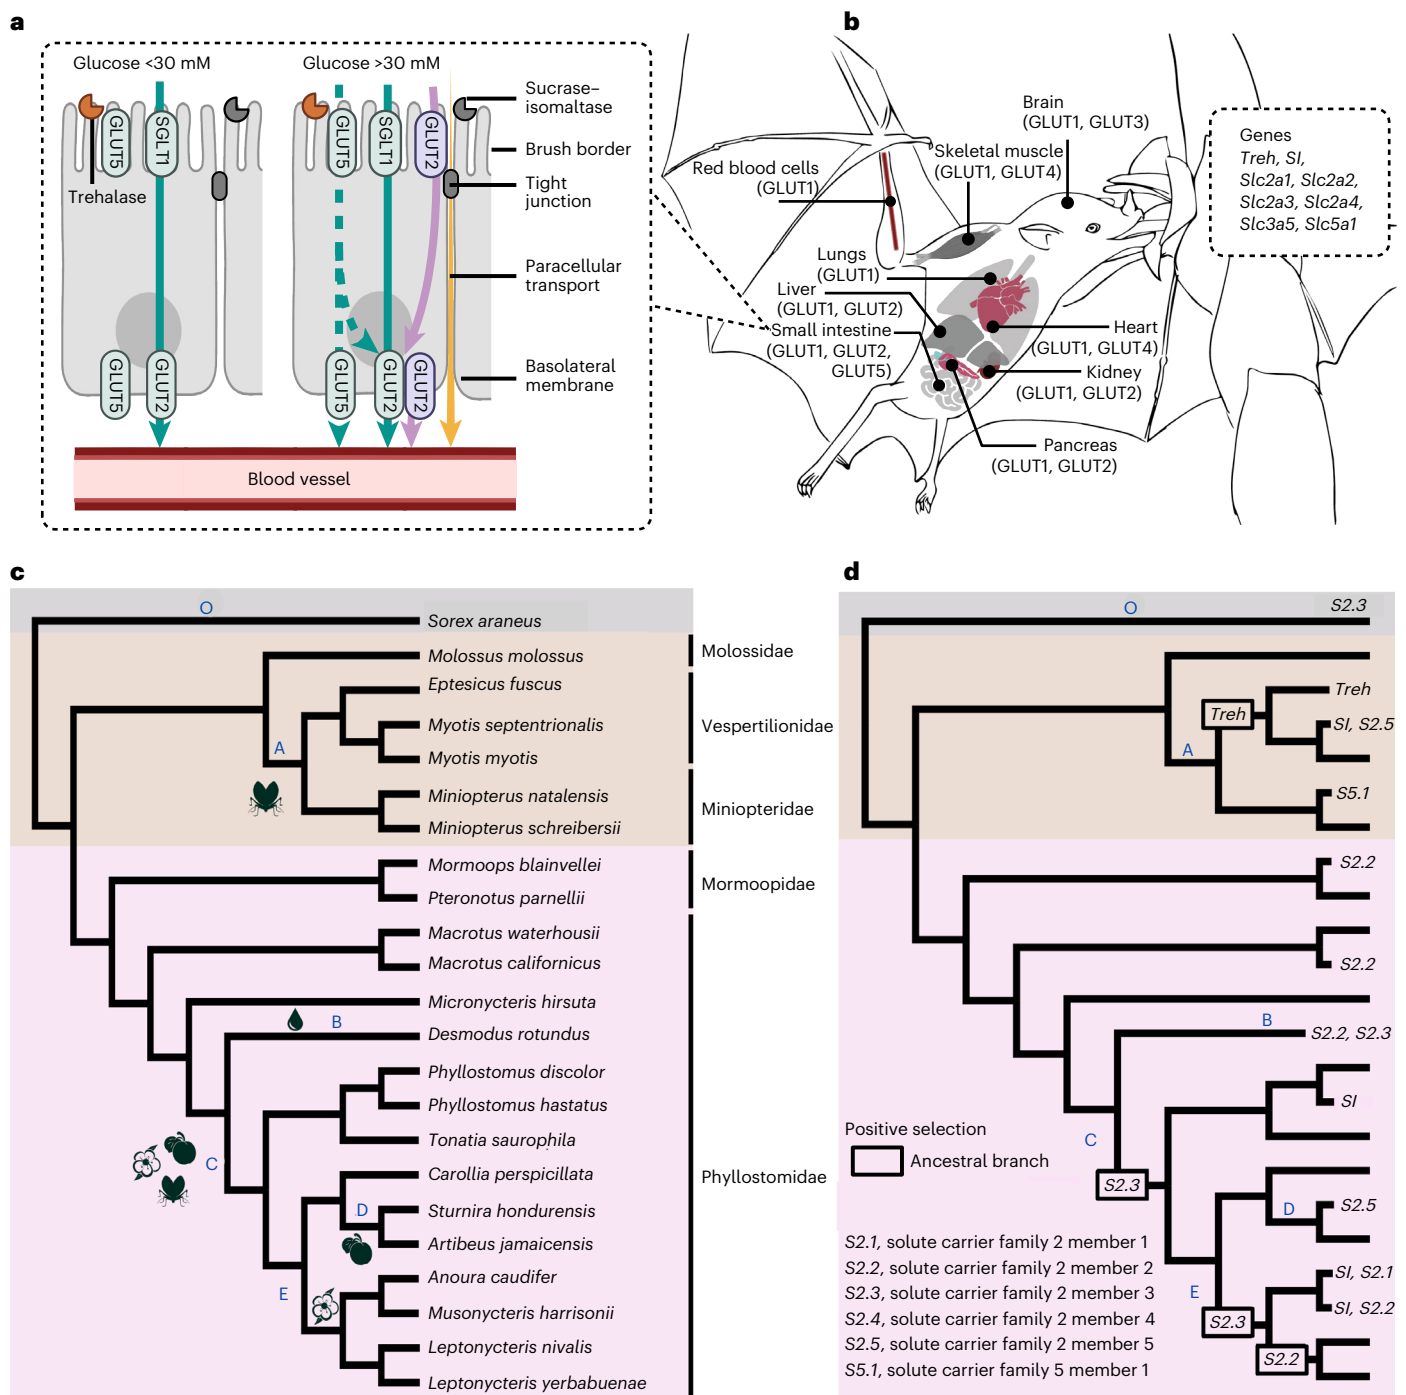 a
Glucose <30 mM
Glucose >30 mM
GLUT5
SGLT1
GLUT5
SGLT1
GLUT2
Sucrase–
isomaltase
Brush border
Trehalase
Tight
junction
Paracellular
transport
Basolateral
membrane
GLUT5
GLUT2
GLUT5
GLUT2
GLUT2
Blood vessel
b
Brain
(GLUT1, GLUT3)
Skeletal muscle
(GLUT1, GLUT4)
Red blood cells
(GLUT1)
Lungs
(GLUT1)
Liver
(GLUT1, GLUT2)
Small intestine
(GLUT1, GLUT2,
GLUT5)
Heart
(GLUT1, GLUT4)
Kidney
(GLUT1, GLUT2)
Pancreas
(GLUT1, GLUT2)
Genes
Treh, SI,
Slc2a1, Slc2a2,
Slc2a3, Slc2a4,
Slc3a5, Slc5a1
c
O
Sorex araneus
Molossus molossus
Eptesicus fuscus
Myotis septentrionalis
A
Myotis myotis
Miniopterus natalensis
Miniopterus schreibersii
Mormoops blainvellei
Pteronotus parnellii
Macrotus waterhousii
Macrotus californicus
Micronycteris hirsuta
B
Desmodus rotundus
Phyllostomus discolor
Phyllostomus hastatus
Tonatia saurophila
C
Carollia perspicillata
D
Sturnira hondurensis
Artibeus jamaicensis
E
Anoura caudifer
Musonycteris harrisonii
Leptonycteris nivalis
Leptonycteris yerbabuenae
Molossidae
Vespertilionidae
Miniopteridae
Mormoopidae
Phyllostomidae
d
O
S2.3
Treh
Treh
SI, S2.5
A
S5.1
S2.2
S2.2
B
S2.2, S2.3
SI
C
S2.3
D
S2.5
E
SI, S2.1
SI, S2.2
S2.3
S2.2
Positive selection
Ancestral branch
S2.1, solute carrier family 2 member 1
S2.2, solute carrier family 2 member 2
S2.3, solute carrier family 2 member 3
S2.4, solute carrier family 2 member 4
S2.5, solute carrier family 2 member 5
S5.1, solute carrier family 5 member 1